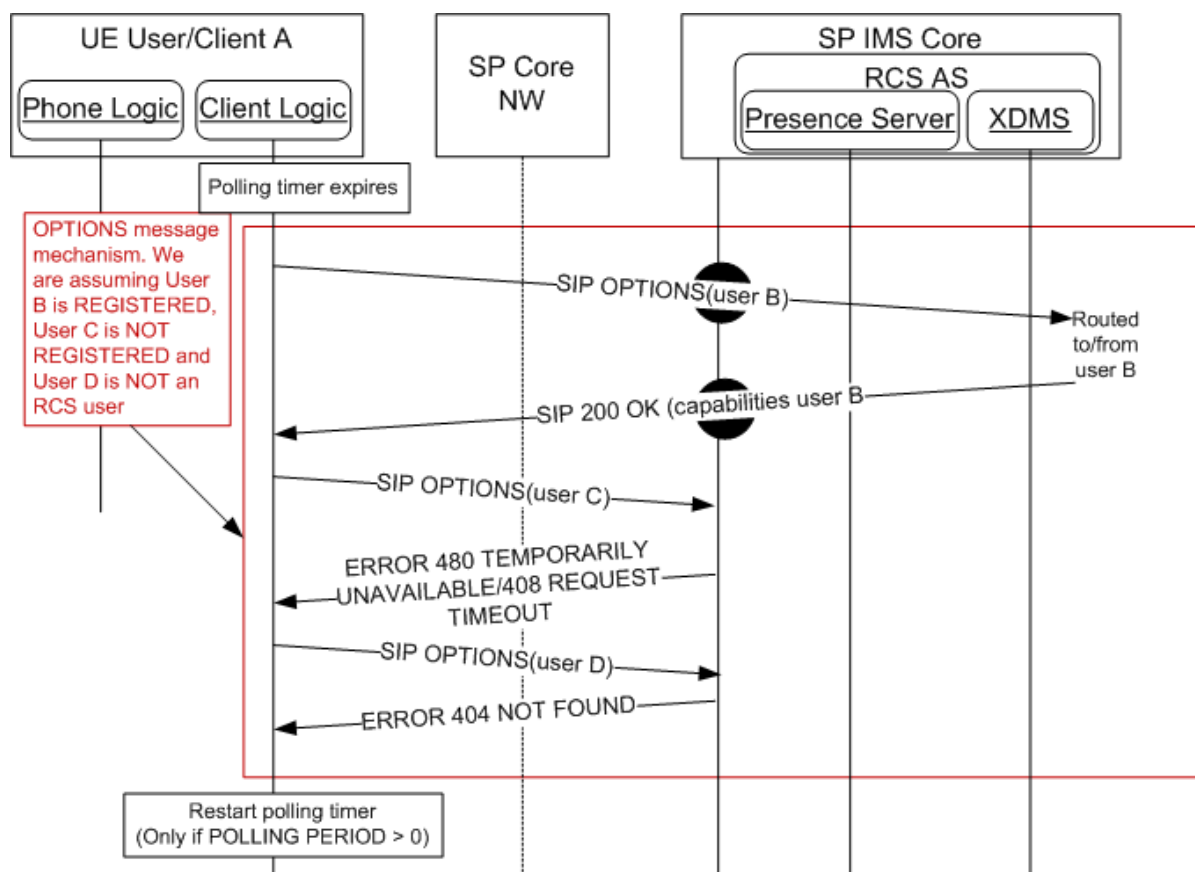 UE User/Client A
Phone Logic
Client Logic
SP Core
NW
SP IMS Core
RCS AS
Presence Server
XDMS
Polling timer expires
OPTIONS message
mechanism. We
are assuming User
B is REGISTERED,
User C is NOT
REGISTERED and
User D is NOT an
RCS user
SIP OPTIONS(user B)
Routed
to/from
user B
SIP 200 OK (capabilities user B
SIP OPTIONS(user C)
ERROR 480 TEMPORARILY
UNAVAILABLE/408 REQUEST
TIMEOUT
SIP OPTIONS(user D)
ERROR 404 NOT FOUND
Restart polling timer
(Only if POLLING PERIOD > 0)